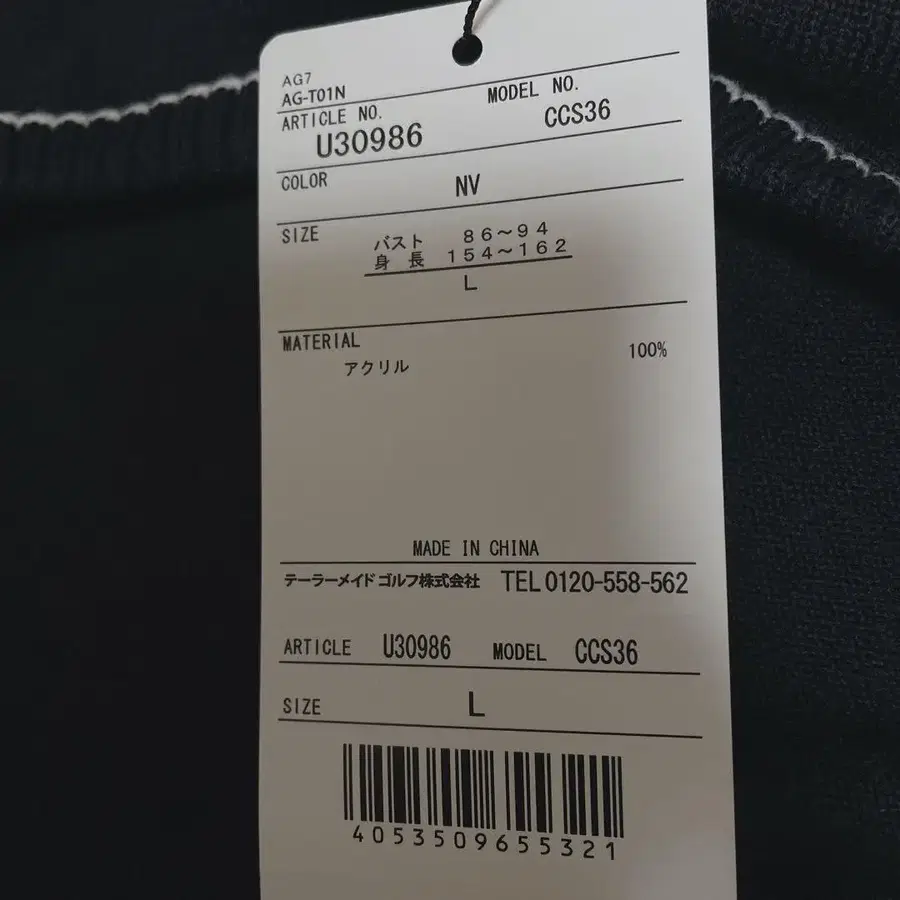 AG7
AG-T01N
ARTICLE NO. MODEL NO.
U30986 CCS36
COLOR NV
SIZE バスト 86〜94
身長 154〜162
L
MATERIAL
アクリル 100%
MADE IN CHINA
テーラーメイド ゴルフ株式会社 TEL 0120-558-562
ARTICLE U30986 MODEL CCS36
SIZE L
4053509655321